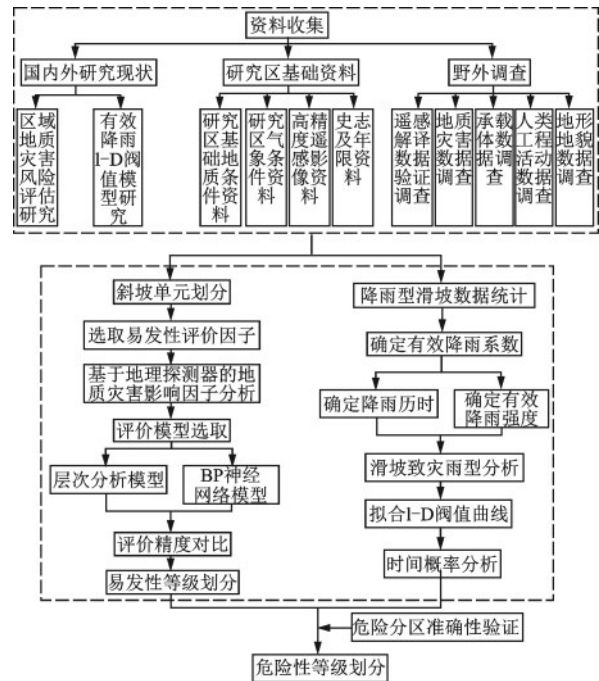 资料收集
国内外研究现状
研究区基础资料
野外调查
区域
地质
灾害
风险
评估
研究
有效
降雨
I-D阀
值模
型研
究
研究
区基
础地
质条
件资
料
研究
区气
象条
件资
料
高精
度遥
感影
像资
料
史志
及年
限资
料
遥感
解译
数据
验证
调查
地质
灾害
数据
调查
承载
体数
据调
查
人类
工程
活动
数据
调查
地形
地貌
数据
调查
斜坡单元划分
选取易发性评价因子
基于地理探测器的地
质灾害影响因子分析
评价模型选取
层次分析模型
BP神经
网络模型
评价精度对比
易发性等级划分
降雨型滑坡数据统计
确定有效降雨系数
确定降雨历时
确定有效
降雨强度
滑坡致灾雨型分析
拟合I-D阀值曲线
时间概率分析
危险分区准确性验证
危险性等级划分